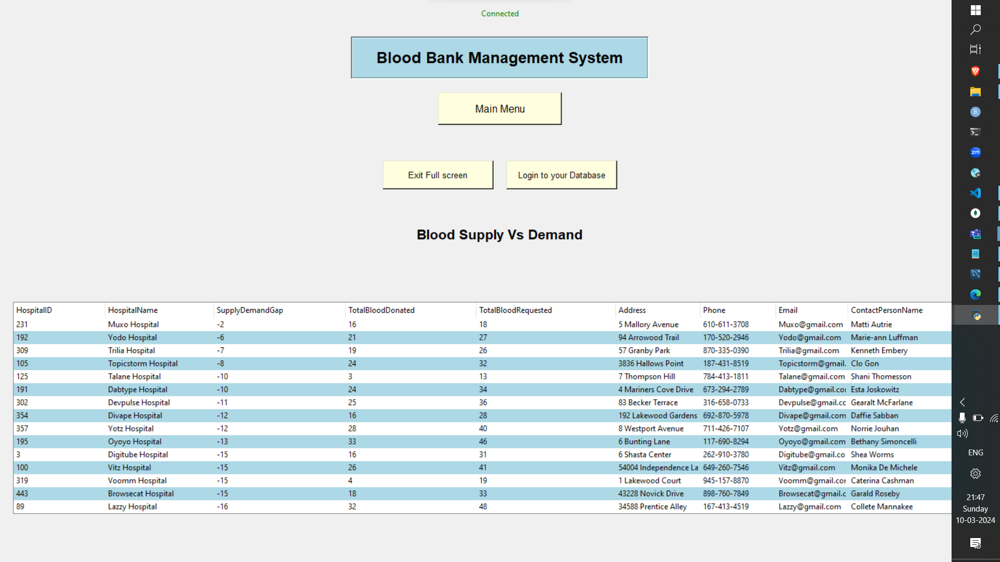 Connected
Blood Bank Management System
Main Menu
Exit Full screen Login to your Database
Blood Supply Vs Demand
HospitalID HospitalName SupplyDemandGap TotalBloodDonated TotalBloodRequested Address Phone Email ContactPersonName
231 Muxo Hospital -2 16 18 5 Mallory Avenue 610-611-3708 Muxo@gmail.com Matti Autrie
192 Yodo Hospital -6 21 27 94 Arrowood Trail 170-520-2946 Yodo@gmail.com Marie-ann Luffman
309 Trilia Hospital -7 19 26 57 Granby Park 870-335-0390 Trilia@gmail.com Kenneth Embery
105 Topicstorm Hospital -8 24 32 3836 Hallows Point 187-431-8519 Topicstorm@gmail. Clo Gon
125 Talane Hospital -10 3 13 7 Thompson Hill 784-413-1811 Talane@gmail.com Shani Thomesson
191 Dabtype Hospital -10 24 34 4 Mariners Cove Drive 673-294-2789 Dabtype@gmail.co Esta Joskowitz
302 Devpulse Hospital -11 25 36 83 Becker Terrace 316-658-0733 Devpulse@gmail.cc Gearalt McFarlane
354 Divape Hospital -12 16 28 192 Lakewood Gardens 692-870-5978 Divape@gmail.com Daffie Sabban
357 Yotz Hospital -12 28 40 8 Westport Avenue 711-426-7107 Yotz@gmail.com Norrie Jouhan
195 Oyoyo Hospital -13 33 46 6 Bunting Lane 117-690-8294 Oyoyo@gmail.com Bethany Simoncelli
3 Digitube Hospital -15 16 31 6 Shasta Center 262-910-3780 Digitube@gmail.co Shea Worms
100 Vitz Hospital -15 26 41 54004 Independence La 649-260-7546 Vitz@gmail.com Monika De Michele
319 Voomm Hospital -15 4 19 1 Lakewood Court 945-157-8870 Voomm@gmail.co Caterina Cashman
443 Browsecat Hospital -15 18 33 43228 Novick Drive 898-760-7849 Browsecat@gmail.c Garald Roseby
89 Lazzy Hospital -16 32 48 34588 Prentice Alley 167-413-4519 Lazzy@gmail.com Collete Mannakee
R
zm
T
NEW
ENG
21:47
Sunday
10-03-2024